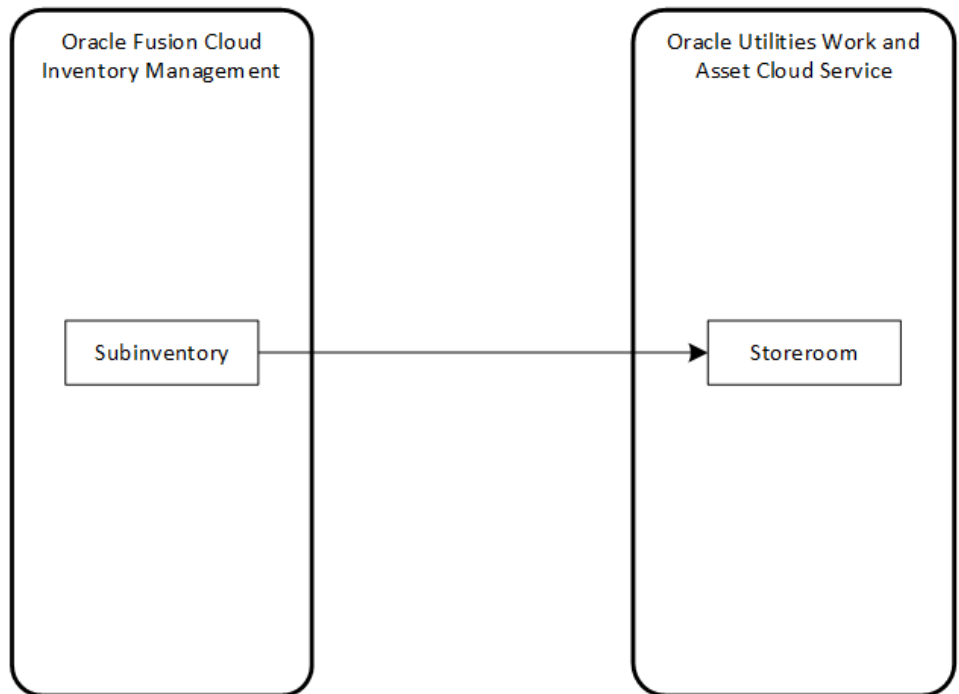 Oracle Fusion Cloud
Inventory Management
Oracle Utilities Work and
Asset Cloud Service
Subinventory
Storeroom